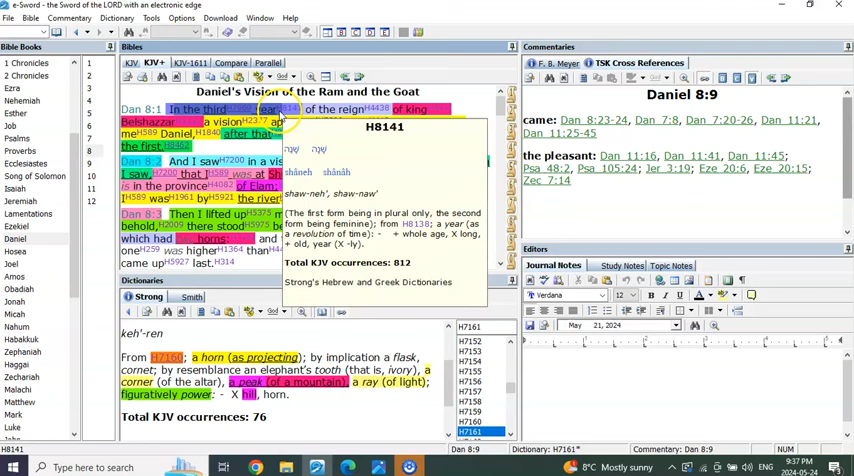 e-Sword - the Sword of the LORD with an electronic edge
File Bible Commentary Dictionary Tools Options Download Window Help
B C D E
Bible Books
1 Chronicles
2 Chronicles
Ezra
Nehemiah
Esther
Job
Psalms
Proverbs
Ecclesiastes
Song of Solomon
Isaiah
Jeremiah
Lamentations
Ezekiel
Daniel
Hosea
Joel
Amos
Obadiah
Jonah
Micah
Nahum
Habakkuk
Zephaniah
Haggai
Zechariah
Malachi
Matthew
Mark
Luke
1
2
3
4
5
6
7
8
9
10
11
12
Bibles
KJV KJV+ KJV-1611 Compare Parallel
God
Daniel's Vision of the Ram and the Goat
Dan 8:1 In the third year H8141 of the reign H4438 of king
Belshazzar a vision H2377 ap
me H589 Daniel, H1840 after that
the first. H8462
Dan 8:2 And I saw H7200 in a vis
I saw, H7200 that I H589 was at Sh
is in the province H4082 of Elam;
I H589 was H1961 by H5921 the river
Dan 8:3 Then I lifted up H5375 m
behold, H2009 there stood H5975 be
which had horns: and
one H259 was higher H1364 than
came up H5927 last. H314
H8141
שָׁנֶה שָׁנָה
shâneh shânâh
shaw-neh', shaw-naw'
(The first form being in plural only, the second
form being feminine); from H8138; a year (as
a revolution of time): - + whole age, X long,
+ old, year (X -ly).
Total KJV occurrences: 812
Strong's Hebrew and Greek Dictionaries
Dictionaries
Strong Smith
God
keh'-ren
From H7160; a horn (as projecting); by implication a flask,
cornet; by resemblance an elephant's tooth (that is, ivory), a
corner (of the altar), a peak (of a mountain), a ray (of light);
figuratively power: - X hill, horn.
Total KJV occurrences: 76
H7161
H7152
H7153
H7154
H7155
H7156
H7157
H7158
H7159
H7160
H7161
Commentaries
F. B. Meyer TSK Cross References
God
Daniel 8:9
came: Dan 8:23-24, Dan 7:8, Dan 7:20-26, Dan 11:21,
Dan 11:25-45
the pleasant: Dan 11:16, Dan 11:41, Dan 11:45;
Psa 48:2, Psa 105:24; Jer 3:19; Eze 20:6, Eze 20:15;
Zec 7:14
Editors
Journal Notes Study Notes Topic Notes
Verdana 12 B I U A
May 21, 2024
1 2 3 4 5
H8141 Dan 8:9 Dictionary: H7161* Commentary: Dan 8:9 NUM
Type here to search
8°C Mostly sunny ENG 9:37 PM
2024-05-24